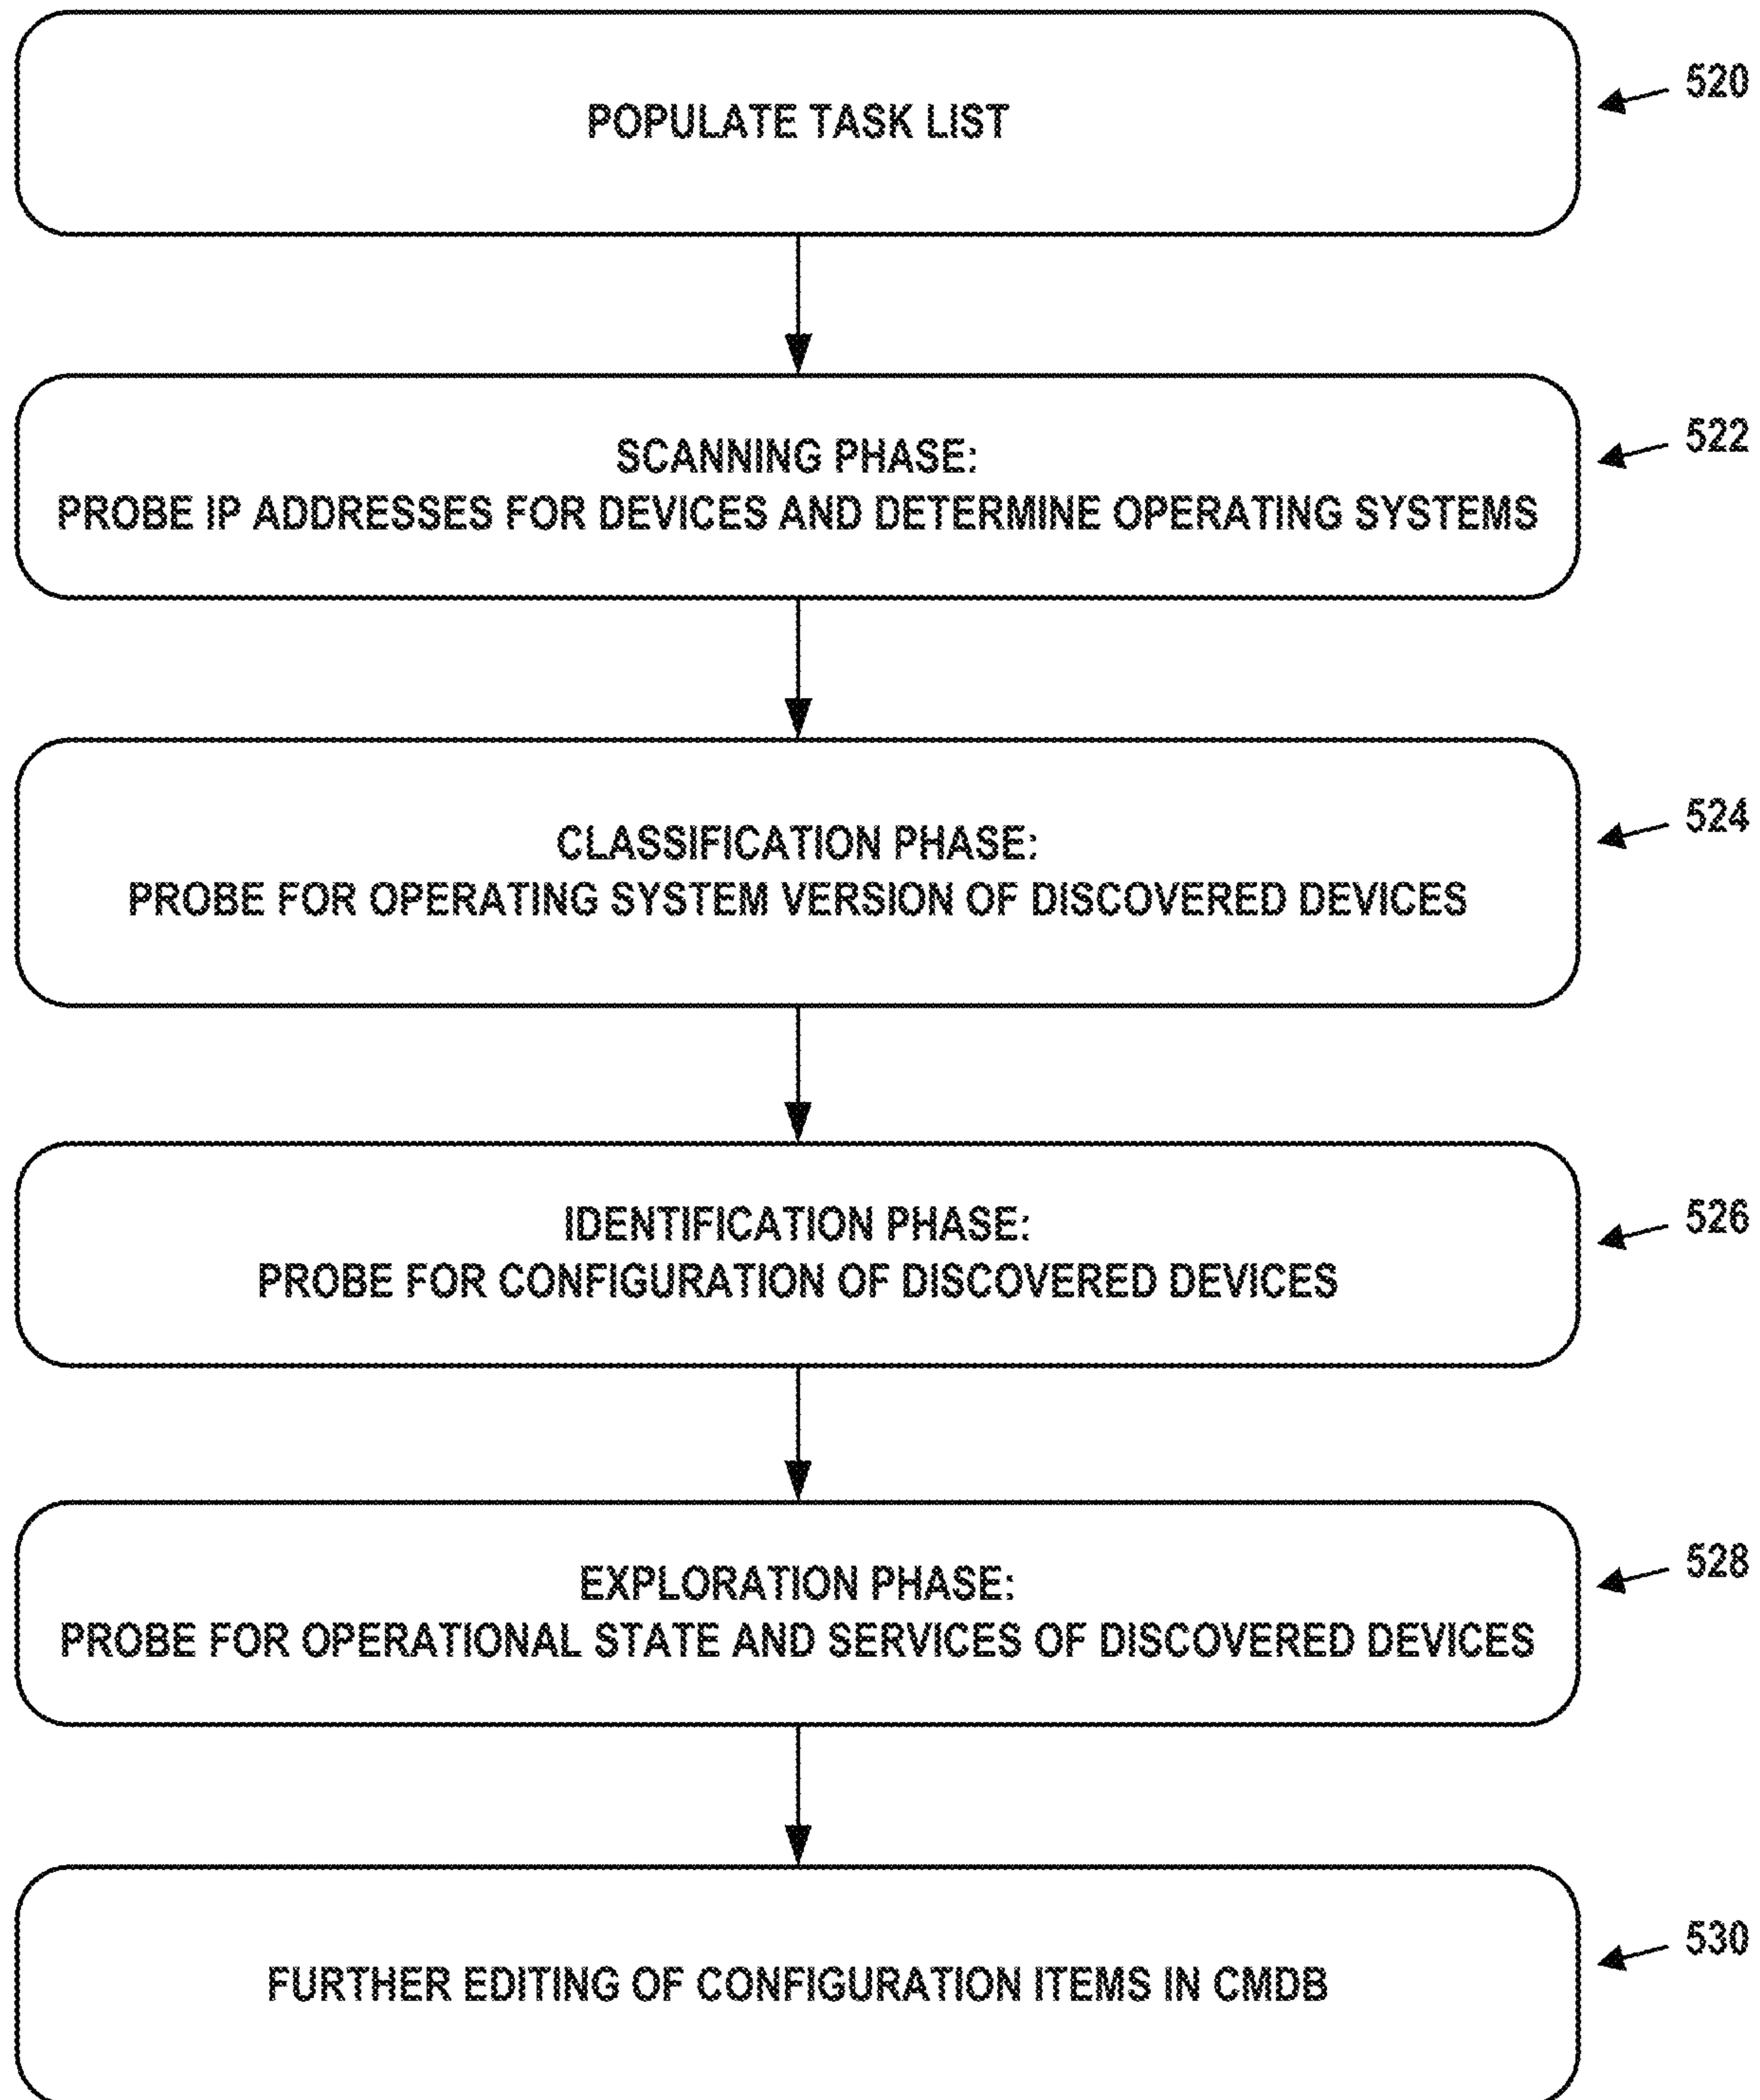 POPULATE TASK LIST
520
SCANNING PHASE:
PROBE IP ADDRESSES FOR DEVICES AND DETERMINE OPERATING SYSTEMS
522
CLASSIFICATION PHASE:
PROBE FOR OPERATING SYSTEM VERSION OF DISCOVERED DEVICES
524
IDENTIFICATION PHASE:
PROBE FOR CONFIGURATION OF DISCOVERED DEVICES
526
EXPLORATION PHASE:
PROBE FOR OPERATIONAL STATE AND SERVICES OF DISCOVERED DEVICES
528
FURTHER EDITING OF CONFIGURATION ITEMS IN CMDB
530